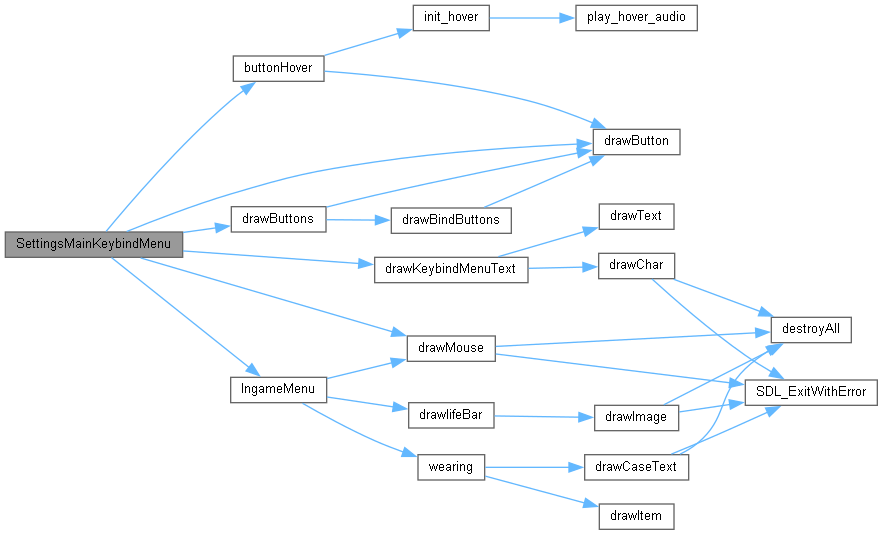 init_hover
play_hover_audio
buttonHover
drawButton
drawButtons
drawBindButtons
drawText
SettingsMainKeybindMenu
drawKeybindMenuText
drawChar
destroyAll
drawMouse
IngameMenu
SDL_ExitWithError
drawlifeBar
drawImage
wearing
drawCaseText
drawItem